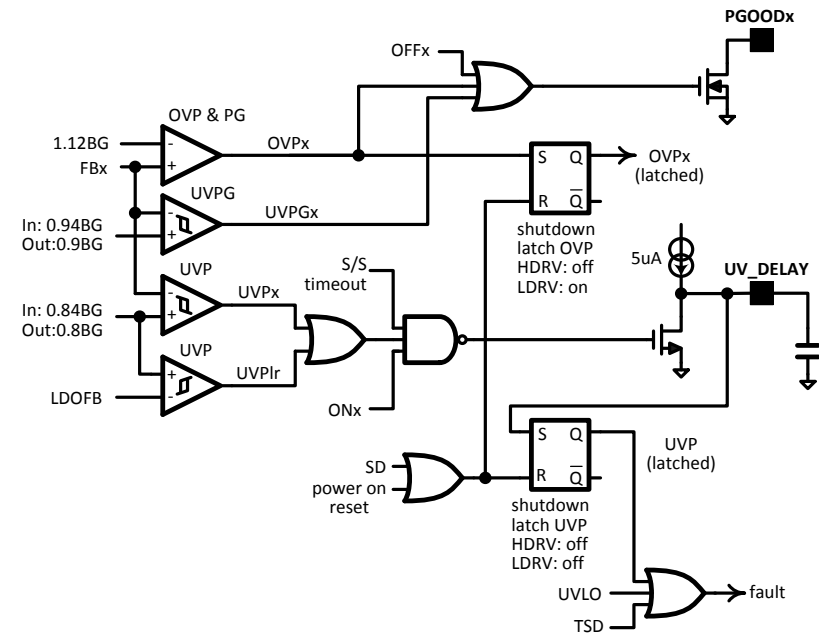 PGOODx
OFFx
OVP & PG
1.12BG
-
OVPx
FBx
+
S Q
OVPx
(latched)
UVPG
R Q
-
UVPGx
In: 0.94BG
Out:0.9BG
+
shutdown
latch OVP
HDRV: off
LDRV: on
S/S
timeout
5uA
UV_DELAY
UVP
-
UVPx
In: 0.84BG
Out:0.8BG
+
UVP
+
UVPlr
LDOFB
-
ONx
S Q
UVP
(latched)
SD
power on
reset
R Q
shutdown
latch UVP
HDRV: off
LDRV: off
UVLO
fault
TSD